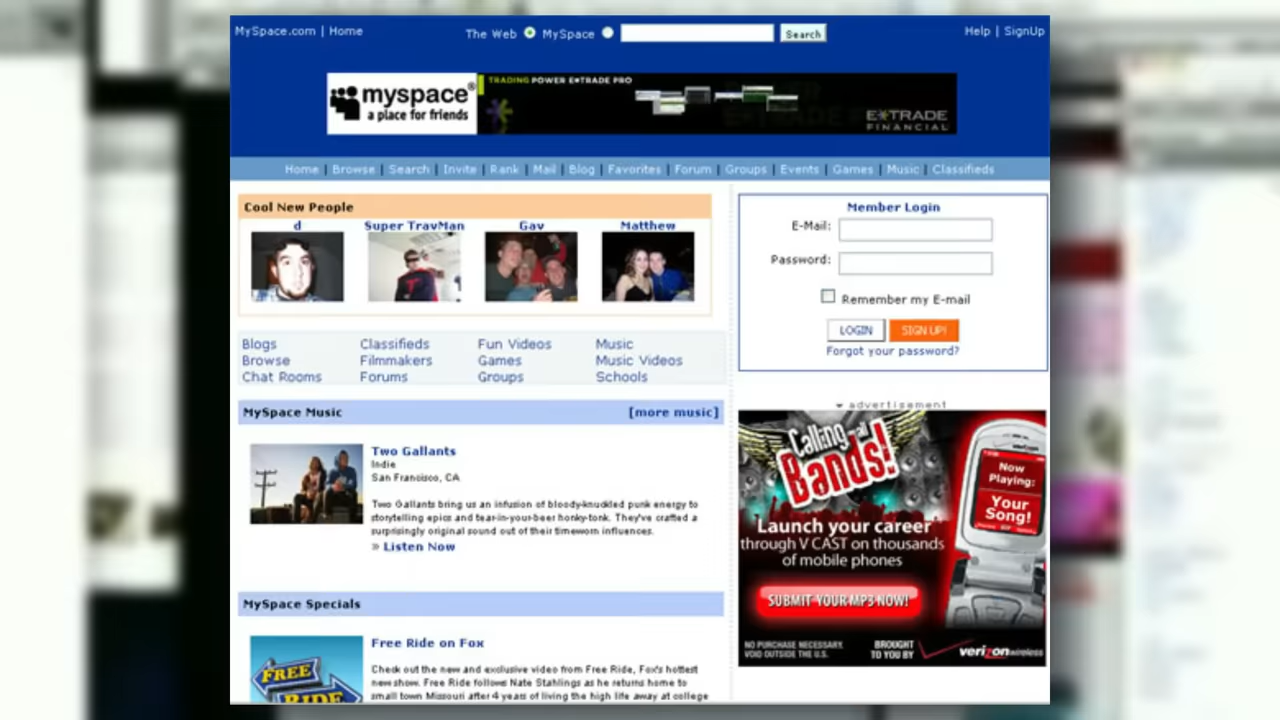 MySpace.com | Home
The Web MySpace Search
Help | SignUp
myspace®
a place for friends
TRADING POWER E*TRADE PRO
E*TRADE
FINANCIAL
Home | Browse | Search | Invite | Rank | Mail | Blog | Favorites | Forum | Groups | Events | Games | Music | Classifieds
Cool New People
d Super TravMan Gav Matthew
Blogs Classifieds Fun Videos Music
Browse Filmmakers Games Music Videos
Chat Rooms Forums Groups Schools
MySpace Music [more music]
Two Gallants
Indie
San Francisco, CA
Two Gallants bring us an infusion of bloody-knuckled punk energy to
storytelling epics and tear-in-your-beer honky-tonk. They've crafted a
surprisingly original sound out of their timeworn influences.
» Listen Now
MySpace Specials
Free Ride on Fox
Check out the new and exclusive video from Free Ride, Fox's hottest
new show. Free Ride follows Nate Stahlings as he returns home to
small town Missouri after 4 years of living the high life away at college
FREE
RIDE
Member Login
E-Mail:
Password:
Remember my E-mail
LOGIN SIGN UP!
Forgot your password?
advertisement
Calling all
Bands!
Launch your career
through V CAST on thousands
of mobile phones
SUBMIT YOUR MP3 NOW!
NO PURCHASE NECESSARY.
VOID OUTSIDE THE U.S.
BROUGHT
TO YOU BY
verizon wireless
Now
Playing:
Your
Song!